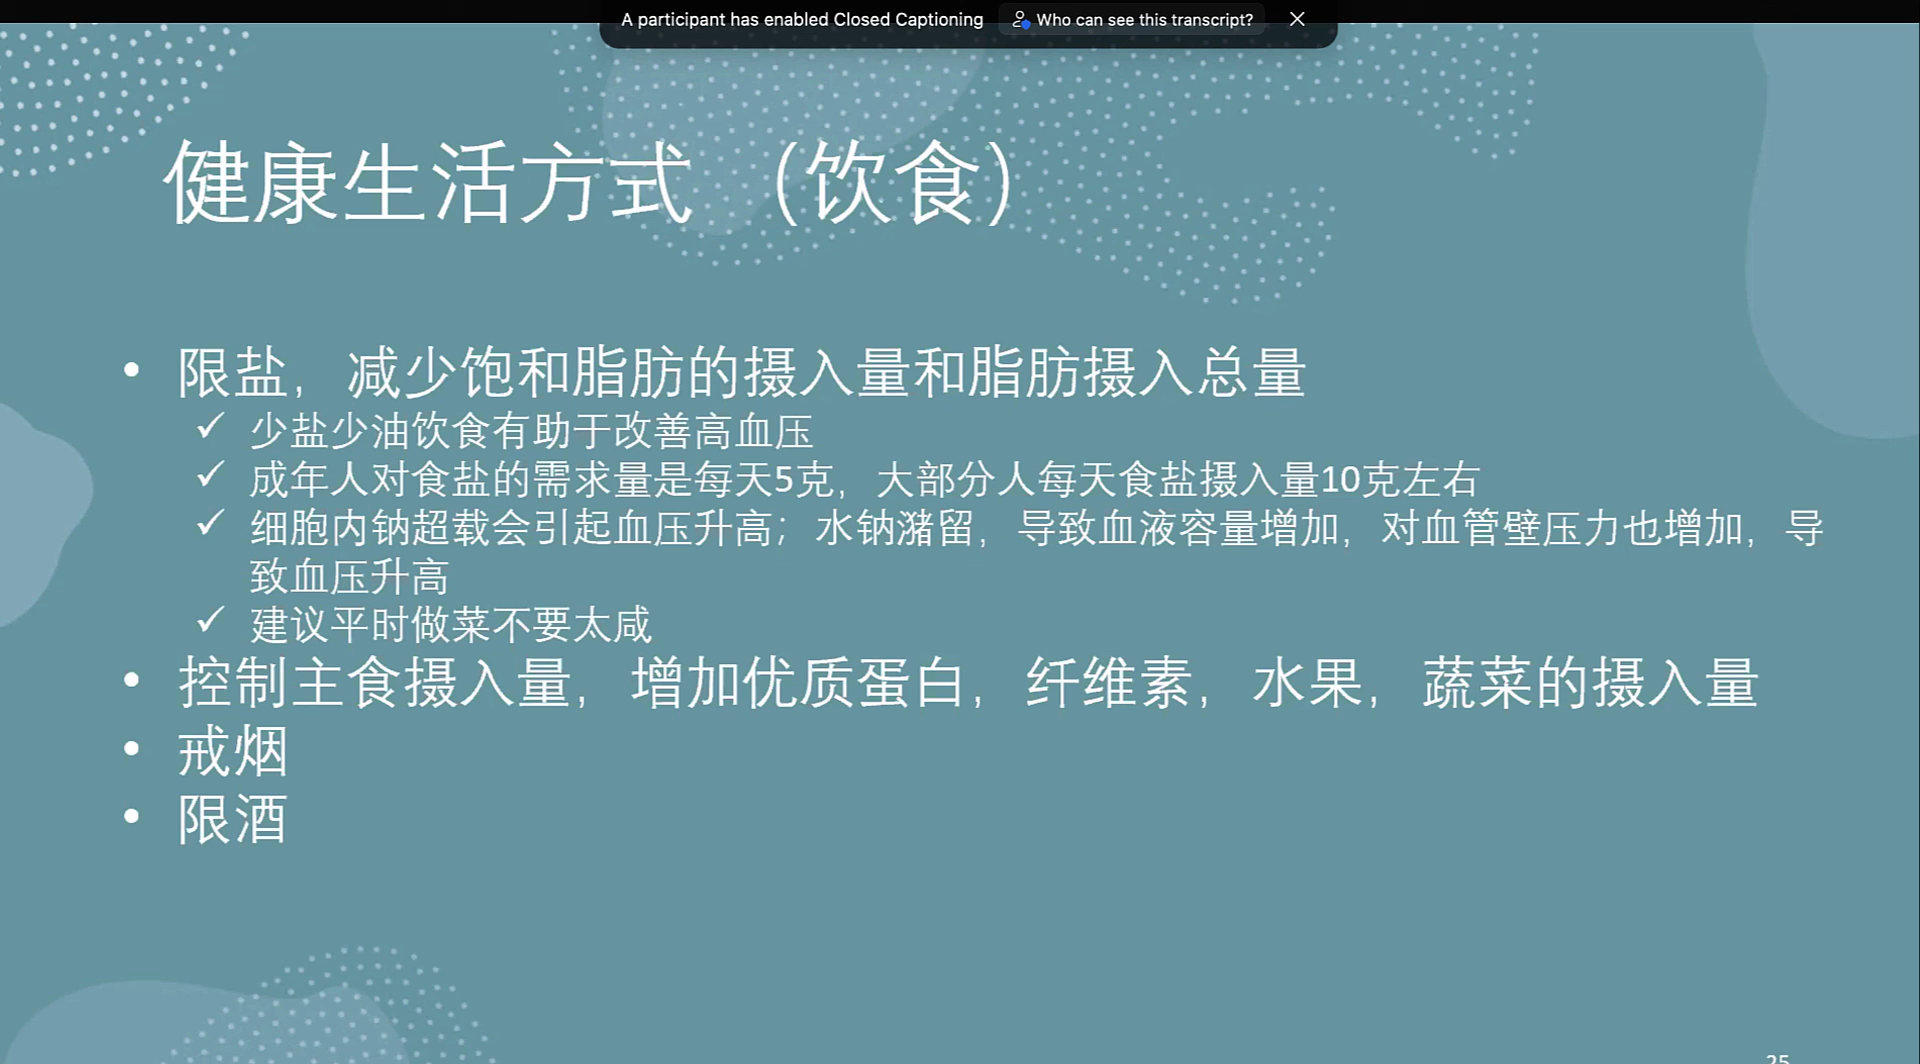 A participant has enabled Closed Captioning Who can see this transcript?
健康生活方式（饮食）
• 限盐，减少饱和脂肪的摄入量和脂肪摄入总量
✓ 少盐少油饮食有助于改善高血压
✓ 成年人对食盐的需求量是每天5克，大部分人每天食盐摄入量10克左右
✓ 细胞内钠超载会引起血压升高；水钠潴留，导致血液容量增加，对血管壁压力也增加，导
致血压升高
✓ 建议平时做菜不要太咸
• 控制主食摄入量，增加优质蛋白，纤维素，水果，蔬菜的摄入量
• 戒烟
• 限酒
25